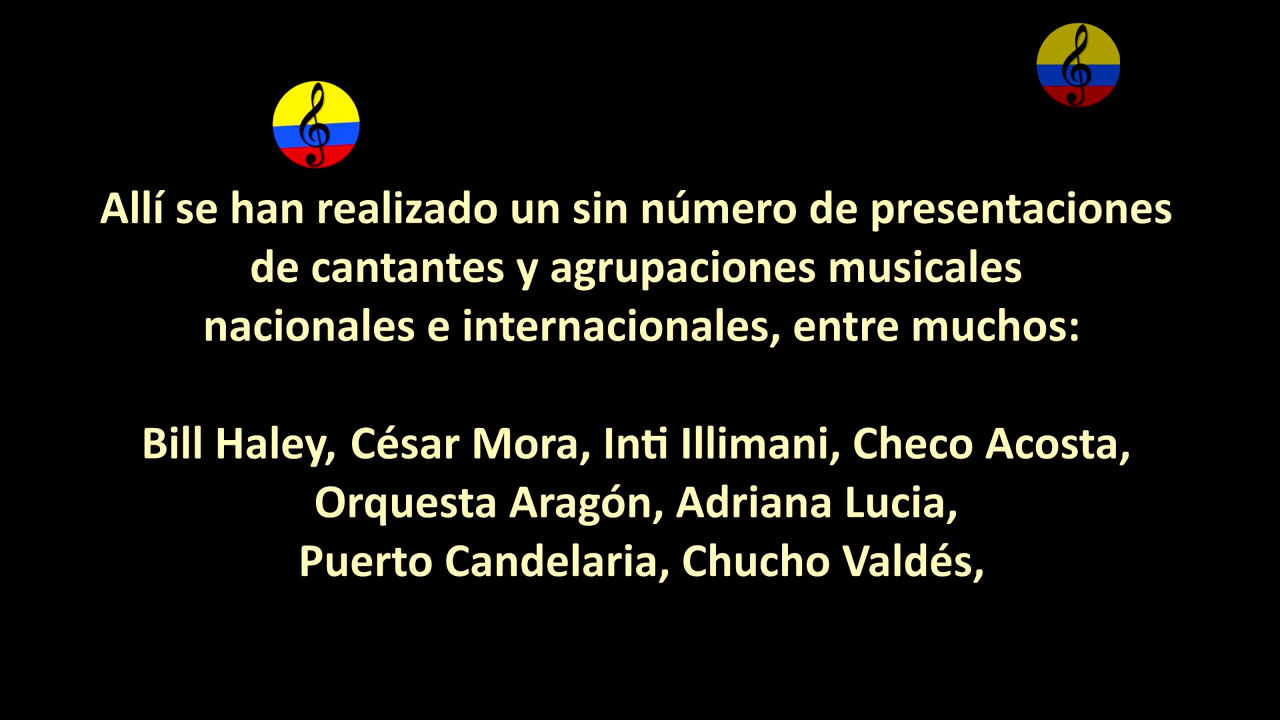 Allí se han realizado un sin número de presentaciones
de cantantes y agrupaciones musicales
nacionales e internacionales, entre muchos:
Bill Haley, César Mora, Inti Illimani, Checo Acosta,
Orquesta Aragón, Adriana Lucia,
Puerto Candelaria, Chucho Valdés,